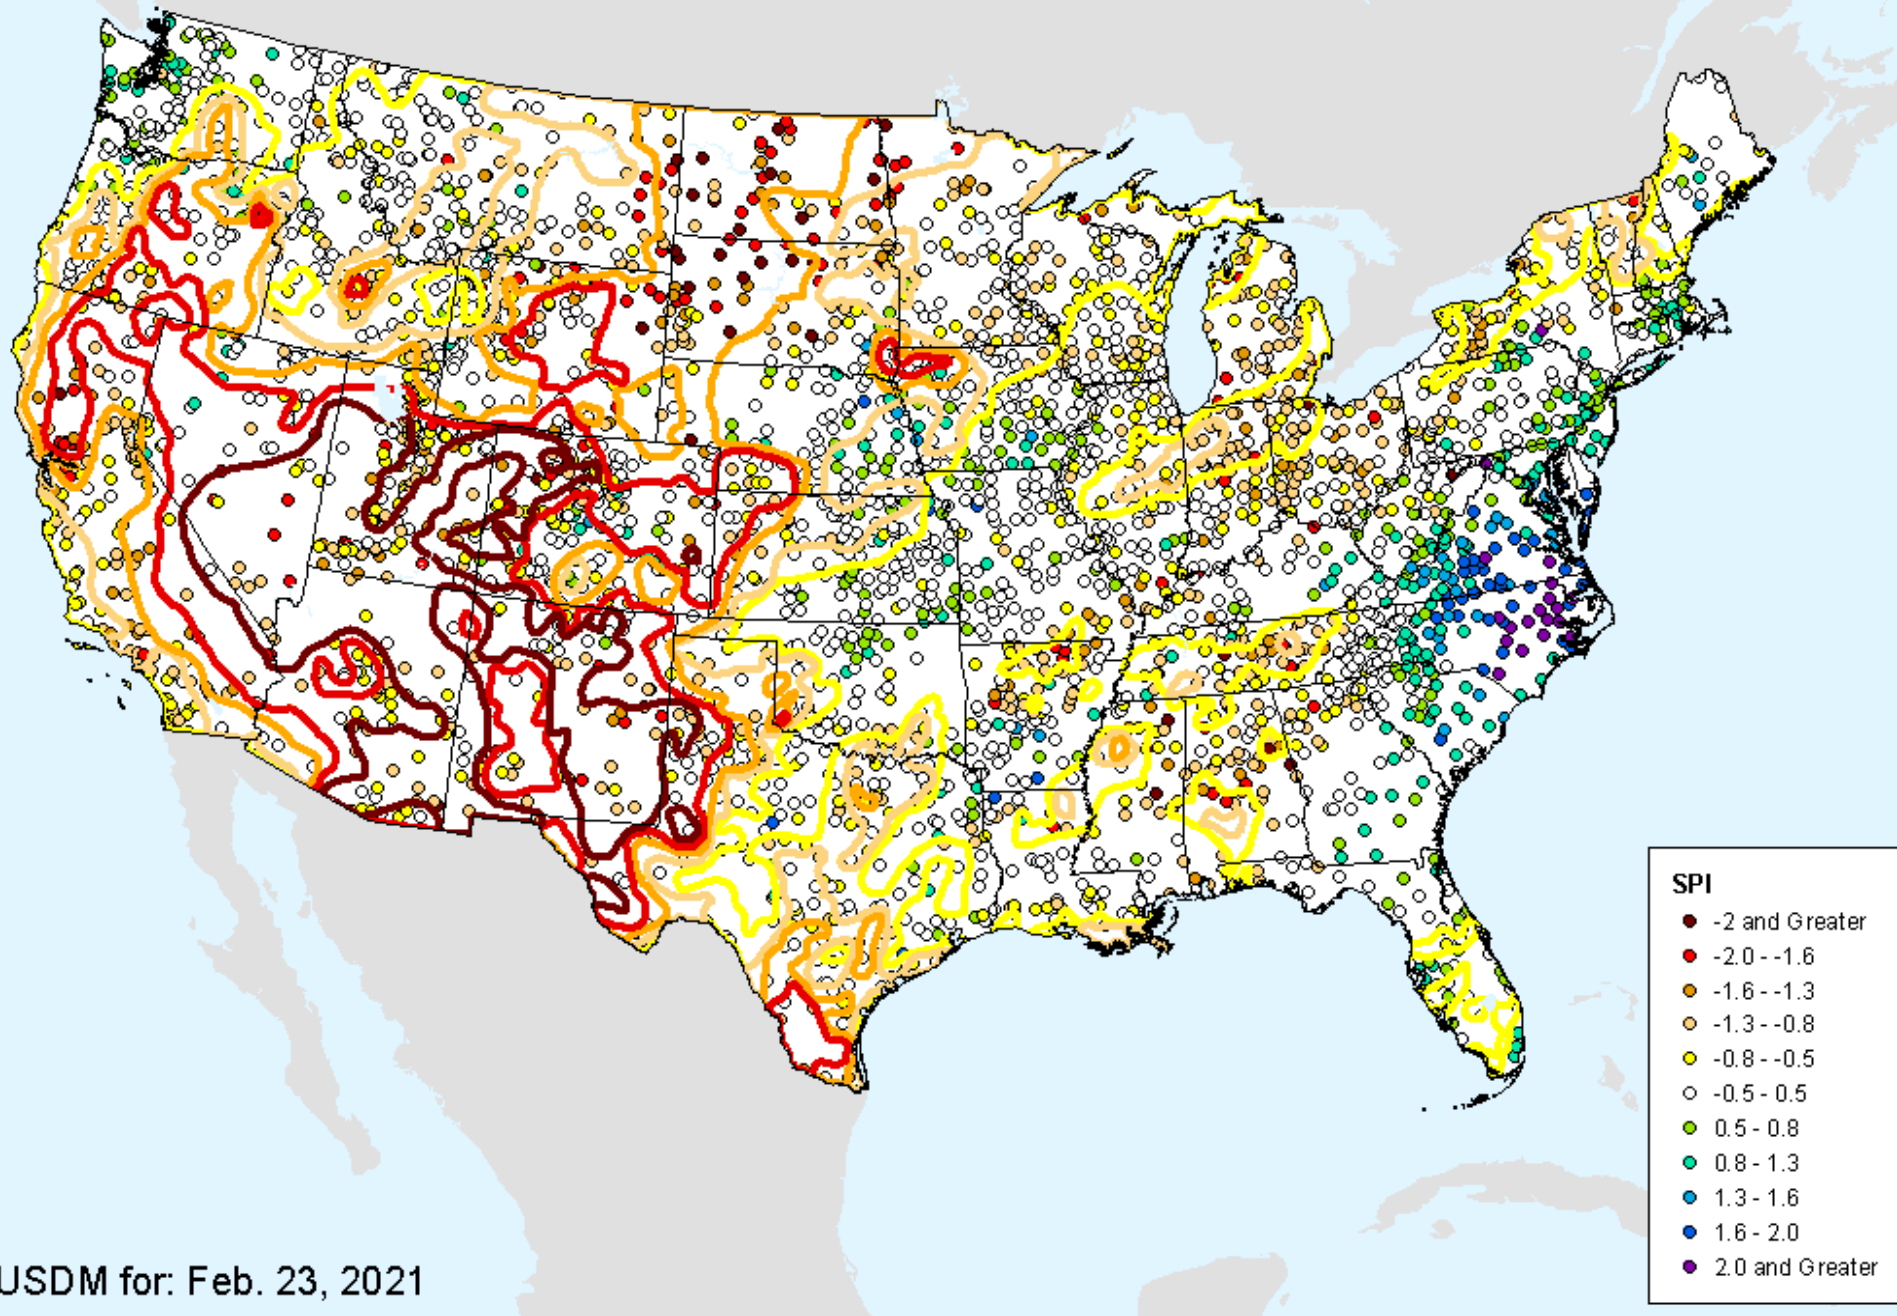 SPI
-2 and Greater
-2.0 - -1.6
-1.6 - -1.3
-1.3 - -0.8
-0.8 - -0.5
-0.5 - 0.5
0.5 - 0.8
0.8 - 1.3
1.3 - 1.6
1.6 - 2.0
2.0 and Greater
USDM for: Feb. 23, 2021